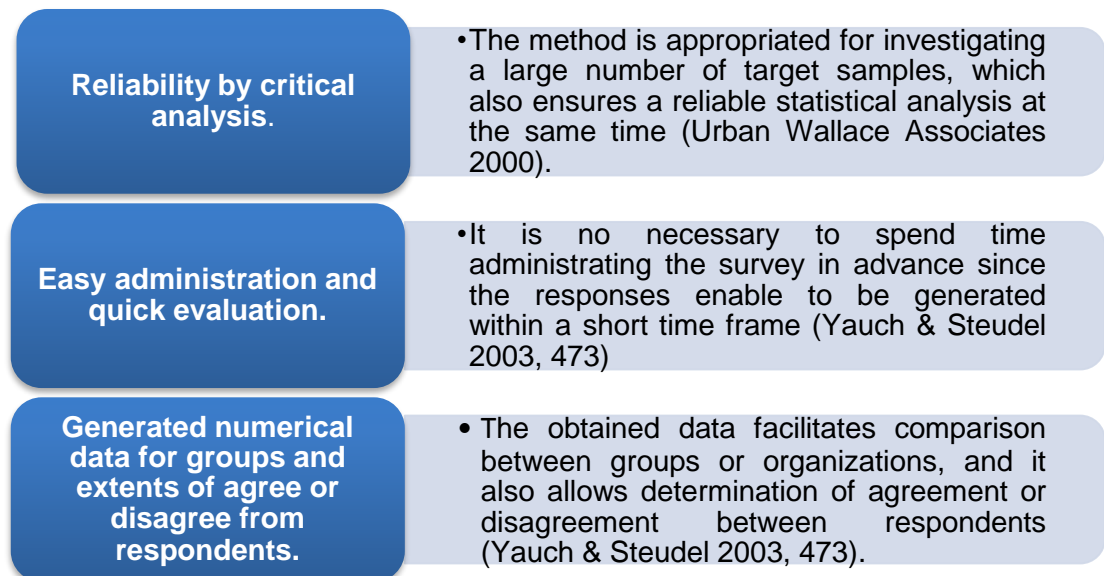 Reliability by critical
analysis.
•The method is appropriated for investigating
a large number of target samples, which
also ensures a reliable statistical analysis at
the same time (Urban Wallace Associates
2000).
Easy administration and
quick evaluation.
•It is no necessary to spend time
administrating the survey in advance since
the responses enable to be generated
within a short time frame (Yauch & Steudel
2003, 473)
Generated numerical
data for groups and
extents of agree or
disagree from
respondents.
• The obtained data facilitates comparison
between groups or organizations, and it
also allows determination of agreement or
disagreement between respondents
(Yauch & Steudel 2003, 473).